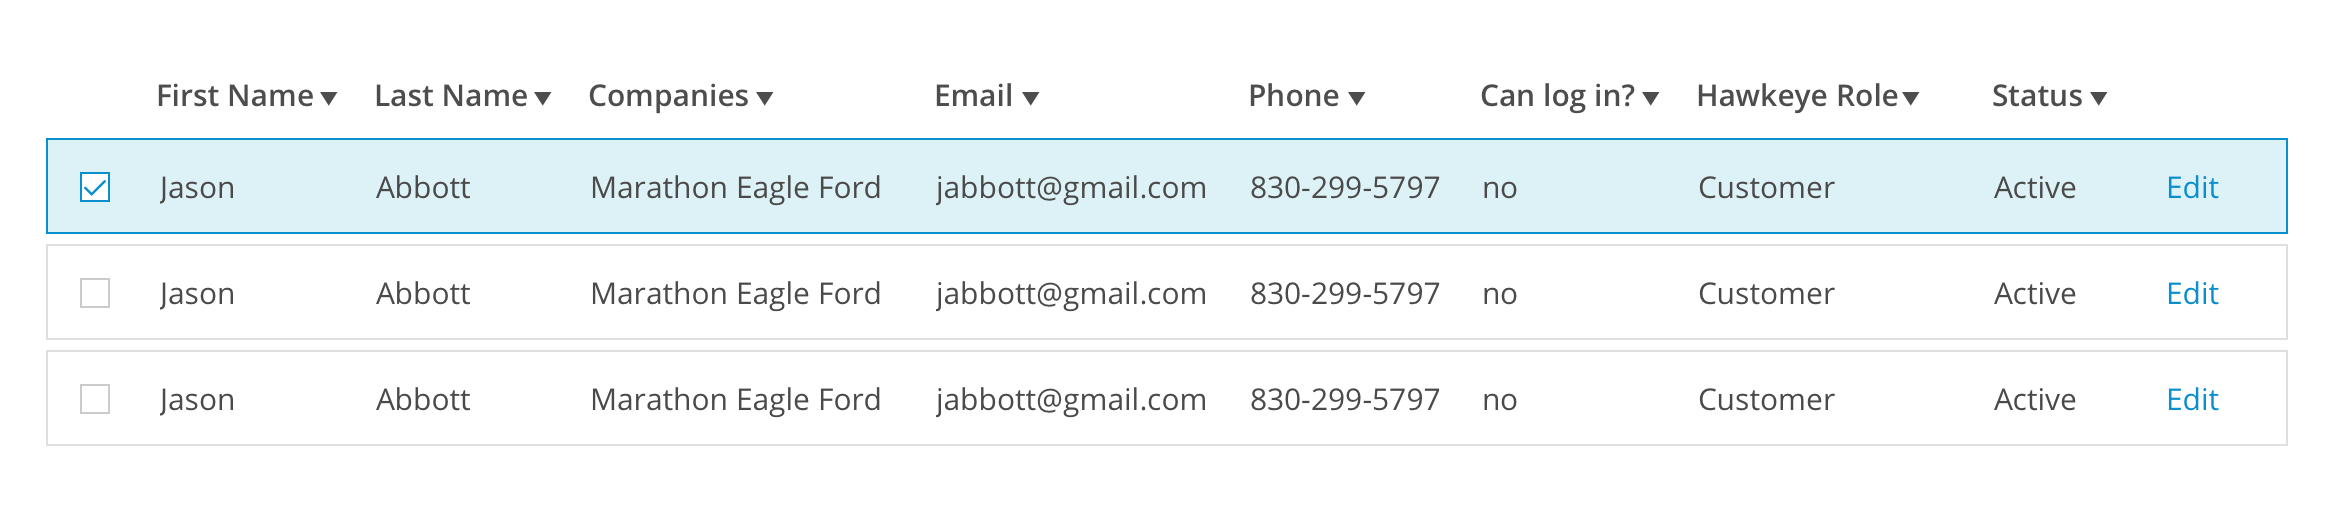 First Name Last Name Companies Email Phone Can log in? Hawkeye Role Status
Jason Abbott Marathon Eagle Ford jabbott@gmail.com 830-299-5797 no Customer Active Edit
Jason Abbott Marathon Eagle Ford jabbott@gmail.com 830-299-5797 no Customer Active Edit
Jason Abbott Marathon Eagle Ford jabbott@gmail.com 830-299-5797 no Customer Active Edit